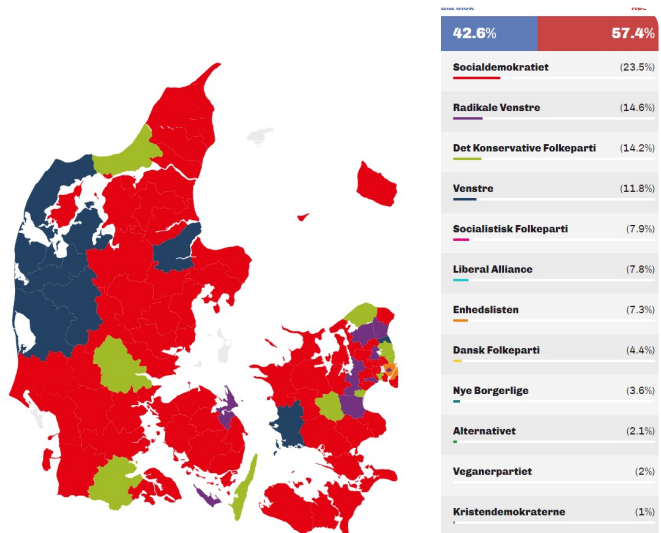 42.6% 57.4%
Socialdemokratiet (23.5%)
Radikale Venstre (14.6%)
Det Konservative Folkeparti (14.2%)
Venstre (11.8%)
Socialistisk Folkeparti (7.9%)
Liberal Alliance (7.8%)
Enhedslisten (7.3%)
Dansk Folkeparti (4.4%)
Nye Borgerlige (3.6%)
Alternativet (2.1%)
Veganerpartiet (2%)
Kristendemokraterne (1%)